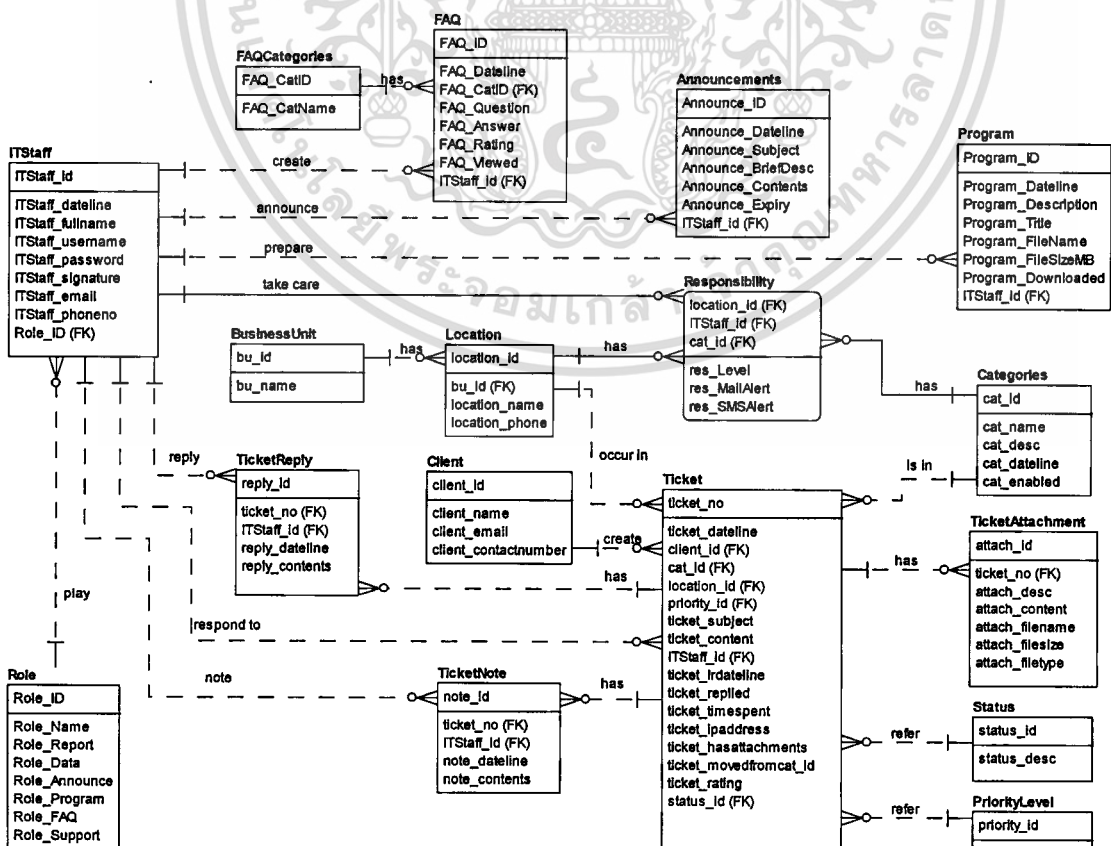 FAQ
FAQ_ID
FAQ_Dateline
FAQ_CatID (FK)
FAQ_Question
FAQ_Answer
FAQ_Rating
FAQ_Viewed
ITStaff_id (FK)
FAQCategories
FAQ_CatID
FAQ_CatName
has
Announcements
Announce_ID
Announce_Dateline
Announce_Subject
Announce_BriefDesc
Announce_Contents
Announce_Expiry
ITStaff_id (FK)
Program
Program_ID
Program_Dateline
Program_Description
Program_Title
Program_FileName
Program_FileSizeMB
Program_Downloaded
ITStaff_id (FK)
ITStaff
ITStaff_id
ITStaff_dateline
ITStaff_fullname
ITStaff_username
ITStaff_password
ITStaff_signature
ITStaff_email
ITStaff_phoneno
Role_ID (FK)
create
announce
prepare
take care
Responsibility
location_id (FK)
ITStaff_id (FK)
cat_id (FK)
res_Level
res_MailAlert
res_SMSAlert
BusinessUnit
bu_id
bu_name
has
Location
location_id
bu_id (FK)
location_name
location_phone
has
has
Categories
cat_id
cat_name
cat_desc
cat_dateline
cat_enabled
is in
occur in
reply
TicketReply
reply_id
ticket_no (FK)
ITStaff_id (FK)
reply_dateline
reply_contents
Client
client_id
client_name
client_email
client_contactnumber
create
has
Ticket
ticket_no
ticket_dateline
client_id (FK)
cat_id (FK)
location_id (FK)
priority_id (FK)
ticket_subject
ticket_content
ITStaff_id (FK)
ticket_lrdateline
ticket_replied
ticket_timespent
ticket_ipaddress
ticket_hasattachments
ticket_movedfromcat_id
ticket_rating
status_id (FK)
has
TicketAttachment
attach_id
ticket_no (FK)
attach_desc
attach_content
attach_filename
attach_filesize
attach_filetype
play
respond to
note
Role
Role_ID
Role_Name
Role_Report
Role_Data
Role_Announce
Role_Program
Role_FAQ
Role_Support
TicketNote
note_id
ticket_no (FK)
ITStaff_id (FK)
note_dateline
note_contents
has
refer
Status
status_id
status_desc
refer
PriorityLevel
priority_id